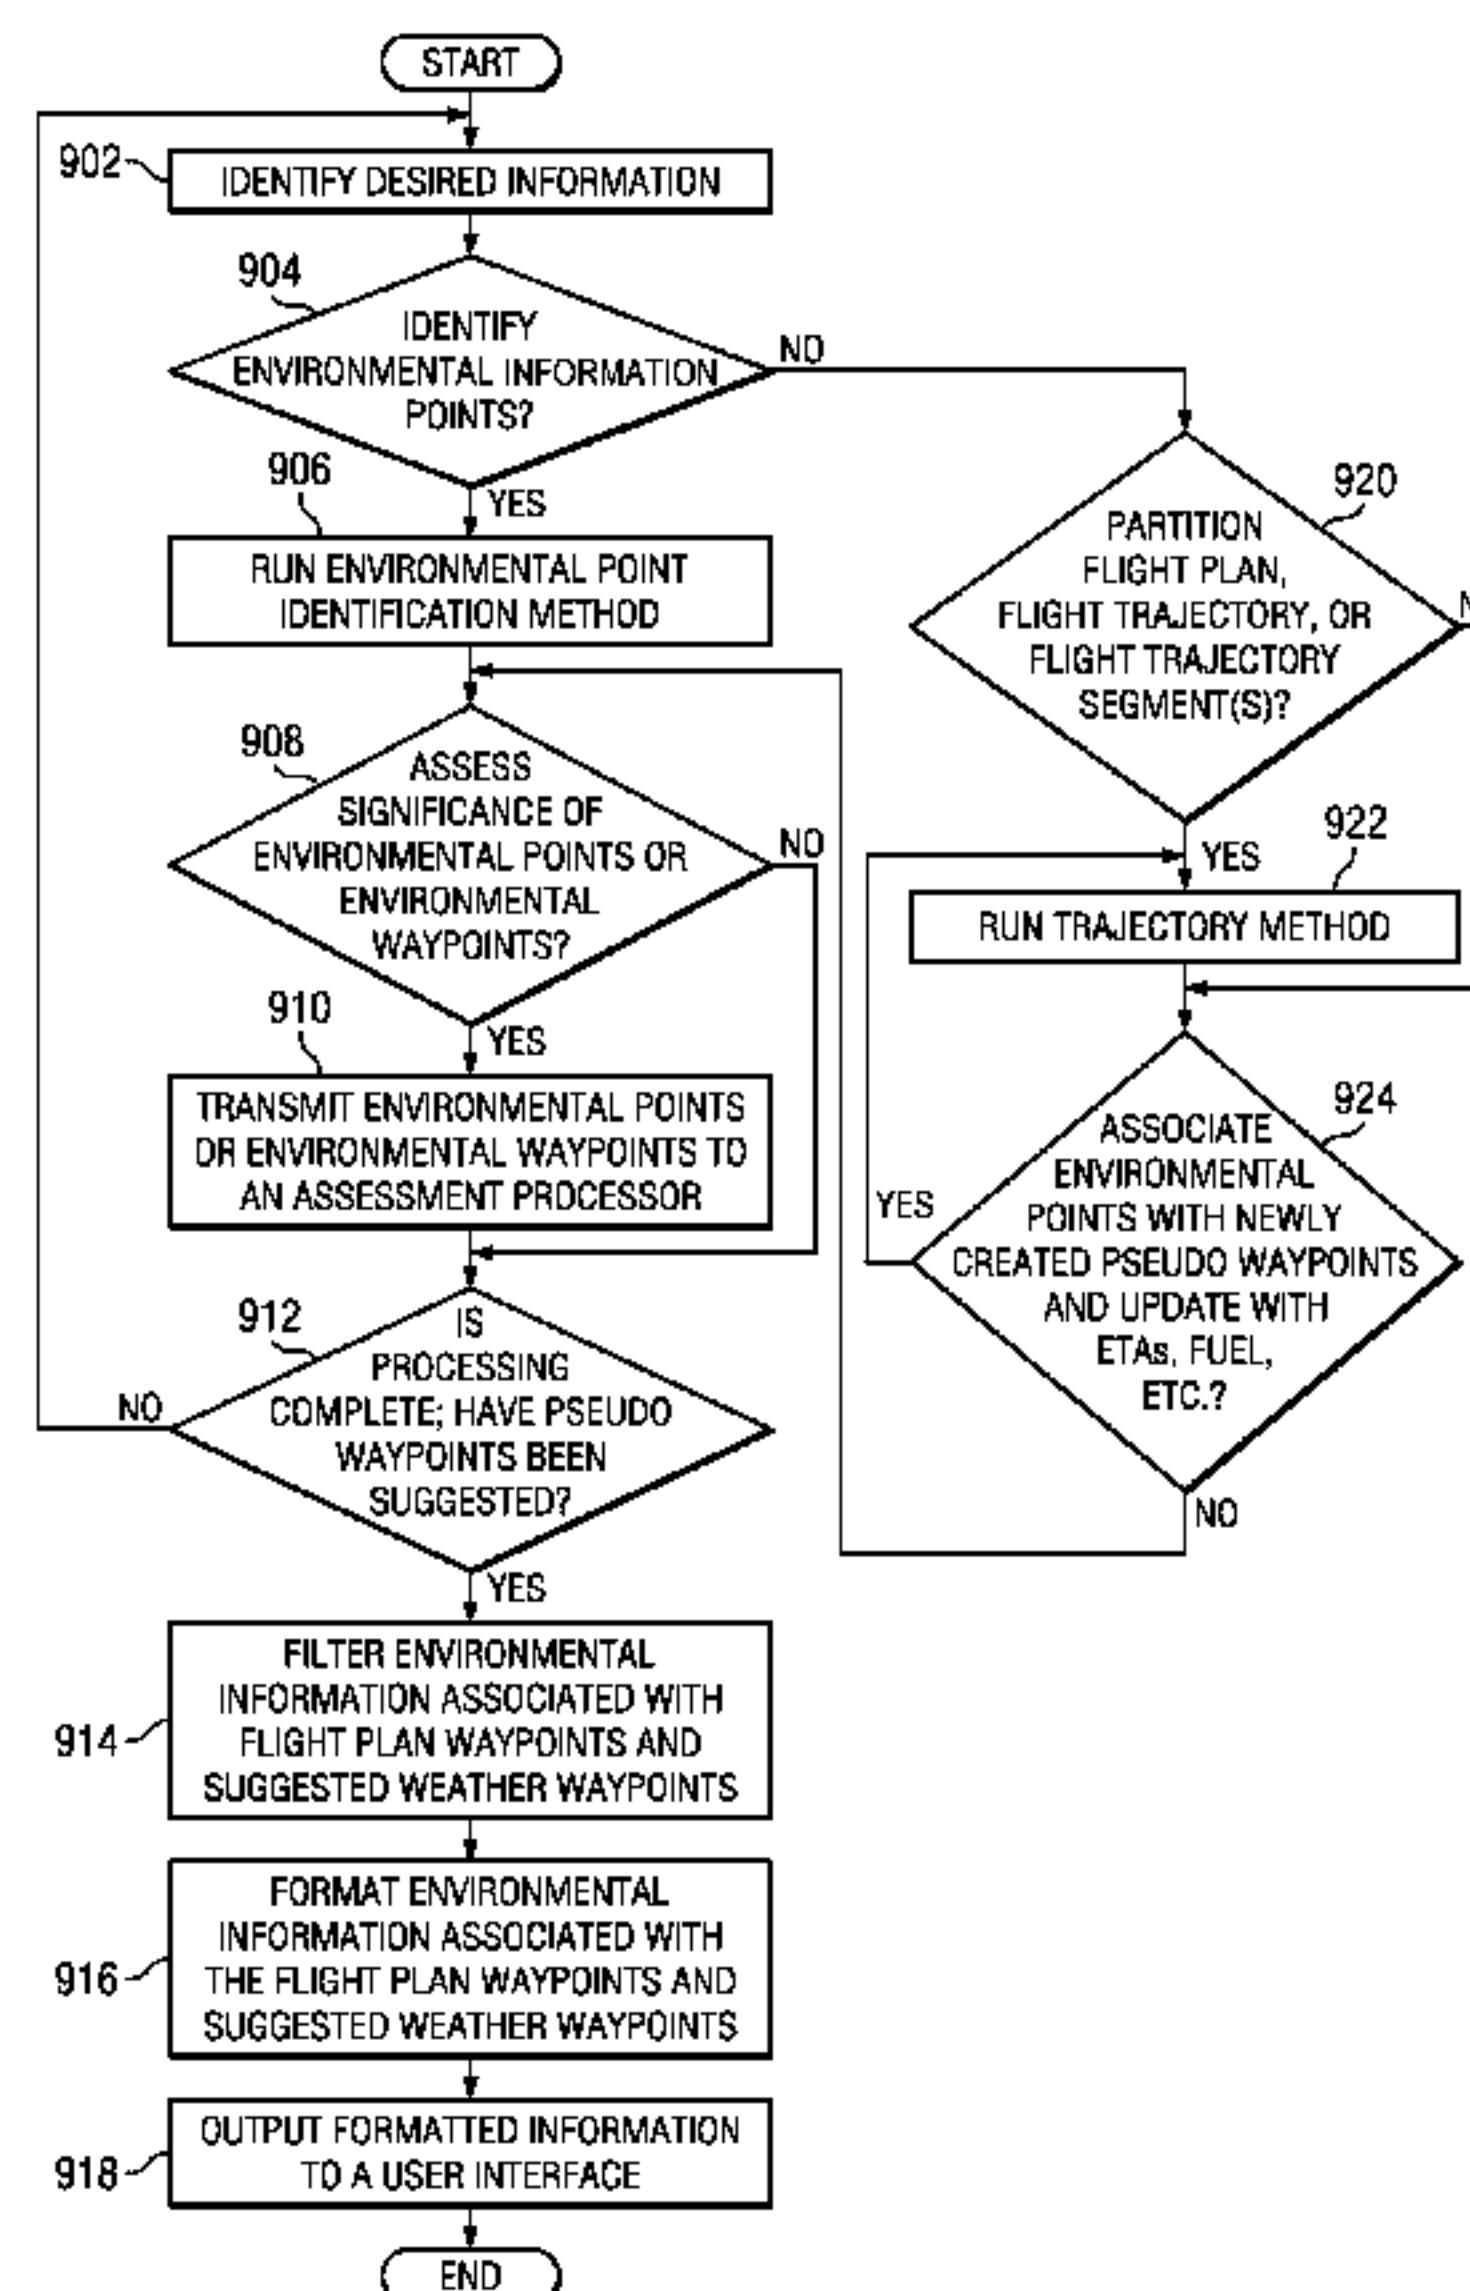 START
902
IDENTIFY DESIRED INFORMATION
904
IDENTIFY
ENVIRONMENTAL INFORMATION
POINTS?
NO
YES
906
RUN ENVIRONMENTAL POINT
IDENTIFICATION METHOD
908
ASSESS
SIGNIFICANCE OF
ENVIRONMENTAL POINTS OR
ENVIRONMENTAL
WAYPOINTS?
NO
YES
910
TRANSMIT ENVIRONMENTAL POINTS
OR ENVIRONMENTAL WAYPOINTS TO
AN ASSESSMENT PROCESSOR
912
IS
PROCESSING
COMPLETE; HAVE PSEUDO
WAYPOINTS BEEN
SUGGESTED?
NO
YES
914
FILTER ENVIRONMENTAL
INFORMATION ASSOCIATED WITH
FLIGHT PLAN WAYPOINTS AND
SUGGESTED WEATHER WAYPOINTS
916
FORMAT ENVIRONMENTAL
INFORMATION ASSOCIATED WITH
THE FLIGHT PLAN WAYPOINTS AND
SUGGESTED WEATHER WAYPOINTS
918
OUTPUT FORMATTED INFORMATION
TO A USER INTERFACE
END
920
PARTITION
FLIGHT PLAN,
FLIGHT TRAJECTORY, OR
FLIGHT TRAJECTORY
SEGMENT(S)?
YES
922
RUN TRAJECTORY METHOD
924
ASSOCIATE
ENVIRONMENTAL
POINTS WITH NEWLY
CREATED PSEUDO WAYPOINTS
AND UPDATE WITH
ETAs, FUEL,
ETC.?
YES
NO